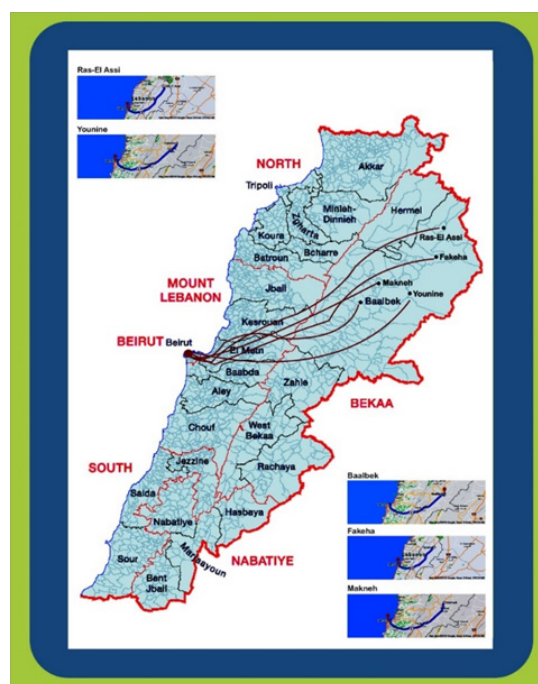 Ras-El Assi
Younine
NORTH
Akkar
Tripoli
Minieh-
Dinnieh
Hermel
Zgharta
Koura
Ras-El Assi
Bcharre
Batroun
Fakeha
MOUNT
LEBANON
Jbail
Makneh
Younine
Baalbek
Kesrouan
BEIRUT
Beirut
El Metn
Baabda
Zahle
Aley
BEKAA
Chouf
West
Bekaa
SOUTH
Jezzine
Rachaya
Baalbek
Saida
Hasbaya
Nabatiye
Fakeha
Sour
Marjaayoun
NABATIYE
Bent
Jbail
Makneh